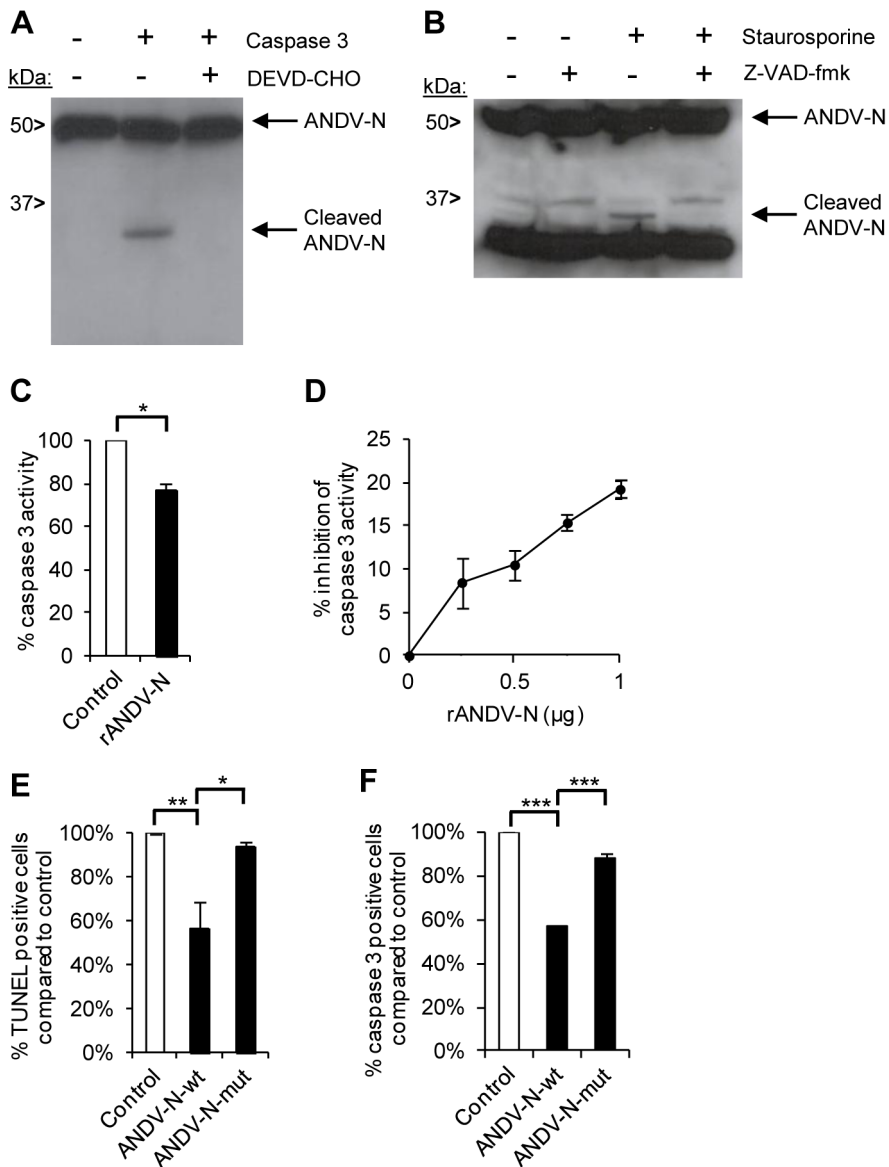 A
- + + Caspase 3
kDa: - - + DEVD-CHO
50>
ANDV-N
37>
Cleaved
ANDV-N
B
- - + + Staurosporine
- + - + Z-VAD-fmk
kDa:
50>
ANDV-N
37>
Cleaved
ANDV-N
C
*
% caspase 3 activity
100
80
60
40
20
0
Control
rANDV-N
D
% inhibition of
caspase 3 activity
25
20
15
10
5
0
0 0.5 1
rANDV-N (µg)
E
** *
% TUNEL positive cells
compared to control
100%
80%
60%
40%
20%
0%
Control
ANDV-N-wt
ANDV-N-mut
F
*** ***
% caspase 3 positive cells
compared to control
100%
80%
60%
40%
20%
0%
Control
ANDV-N-wt
ANDV-N-mut